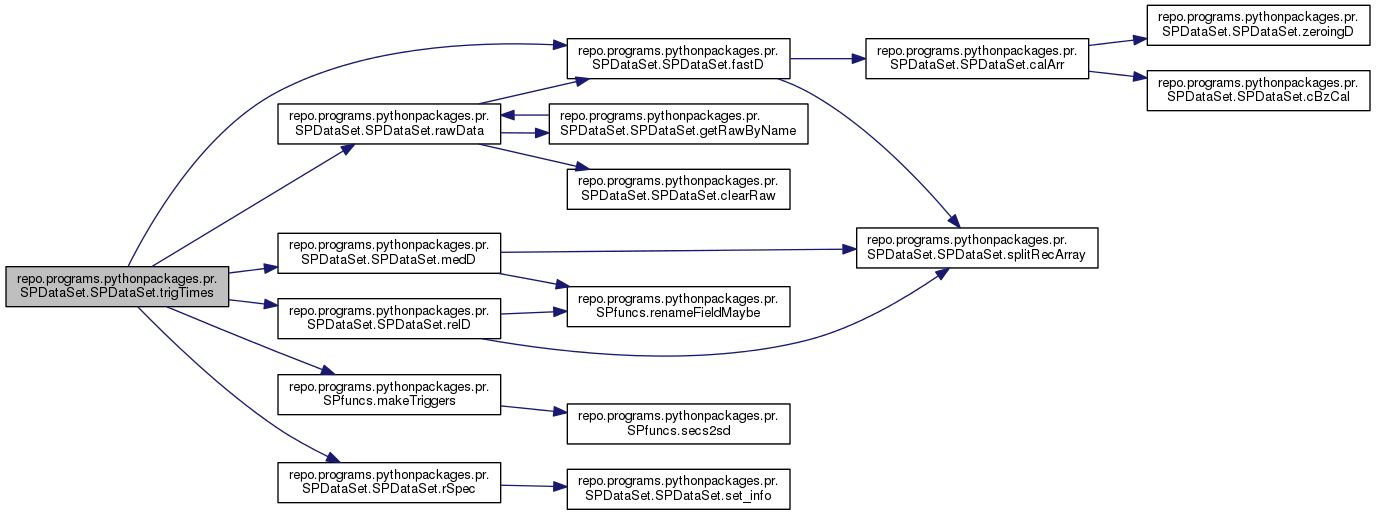 repo.programs.pythonpackages.pr.
SPDataSet.SPDataSet.zeroingD
repo.programs.pythonpackages.pr.
SPDataSet.SPDataSet.fastD
repo.programs.pythonpackages.pr.
SPDataSet.SPDataSet.calArr
repo.programs.pythonpackages.pr.
SPDataSet.SPDataSet.cBzCal
repo.programs.pythonpackages.pr.
SPDataSet.SPDataSet.rawData
repo.programs.pythonpackages.pr.
SPDataSet.SPDataSet.getRawByName
repo.programs.pythonpackages.pr.
SPDataSet.SPDataSet.clearRaw
repo.programs.pythonpackages.pr.
SPDataSet.SPDataSet.medD
repo.programs.pythonpackages.pr.
SPDataSet.SPDataSet.splitRecArray
repo.programs.pythonpackages.pr.
SPDataSet.SPDataSet.trigTimes
repo.programs.pythonpackages.pr.
SPfuncs.renameFieldMaybe
repo.programs.pythonpackages.pr.
SPDataSet.SPDataSet.relD
repo.programs.pythonpackages.pr.
SPfuncs.makeTriggers
repo.programs.pythonpackages.pr.
SPfuncs.secs2sd
repo.programs.pythonpackages.pr.
SPDataSet.SPDataSet.rSpec
repo.programs.pythonpackages.pr.
SPDataSet.SPDataSet.set_info